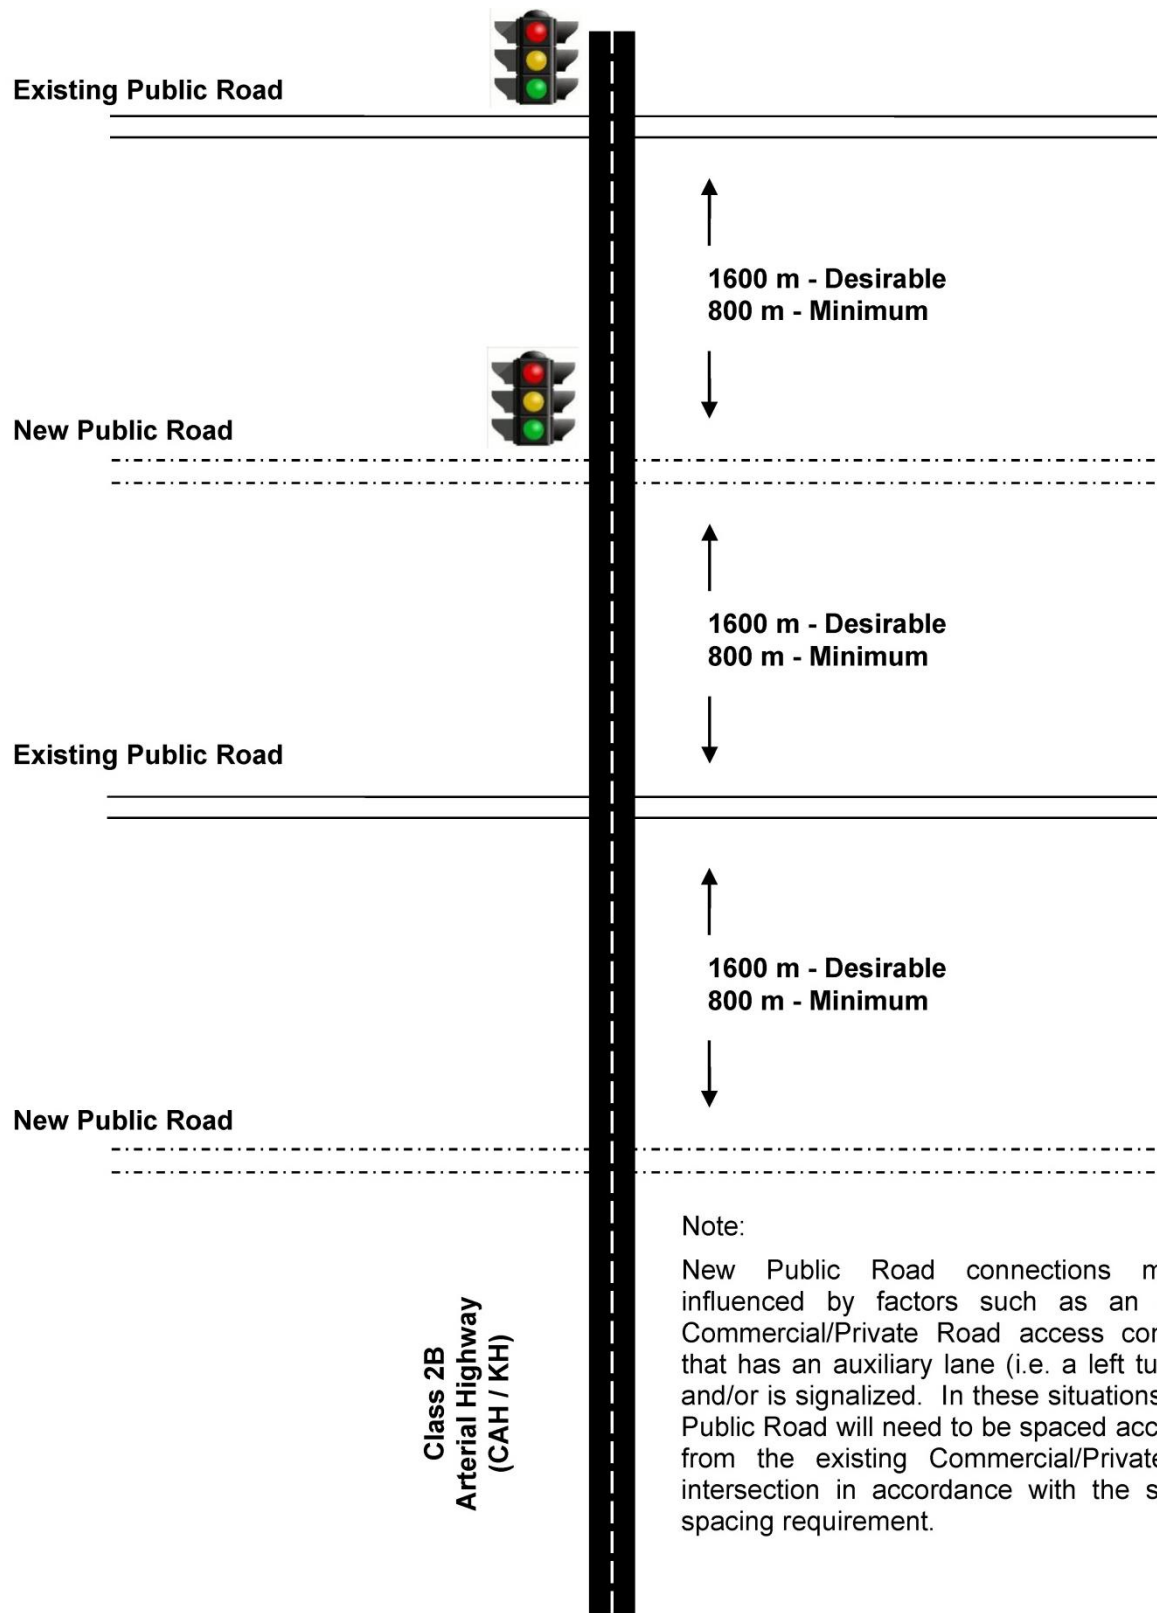 Existing Public Road
1600 m - Desirable
800 m - Minimum
New Public Road
1600 m - Desirable
800 m - Minimum
Existing Public Road
1600 m - Desirable
800 m - Minimum
New Public Road
Class 2B
Arterial Highway
(CAH / KH)
Note:
New Public Road connections
influenced by factors such as an
Commercial/Private Road access
that has an auxiliary lane (i.e. a left
and/or is signalized. In these situations
Public Road will need to be spaced
from the existing Commercial/Private
intersection in accordance with the
spacing requirement.